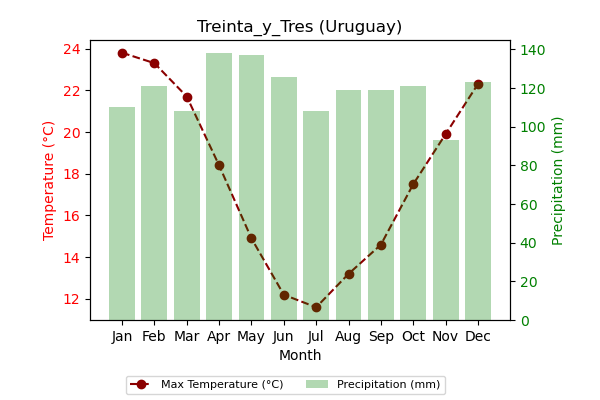 Treinta_y_Tres (Uruguay)
24
22
20
18
16
14
12
Temperature (°C)
140
120
100
80
60
40
20
0
Precipitation (mm)
Jan Feb Mar Apr May Jun Jul Aug Sep Oct Nov Dec
Month
Max Temperature (°C) Precipitation (mm)